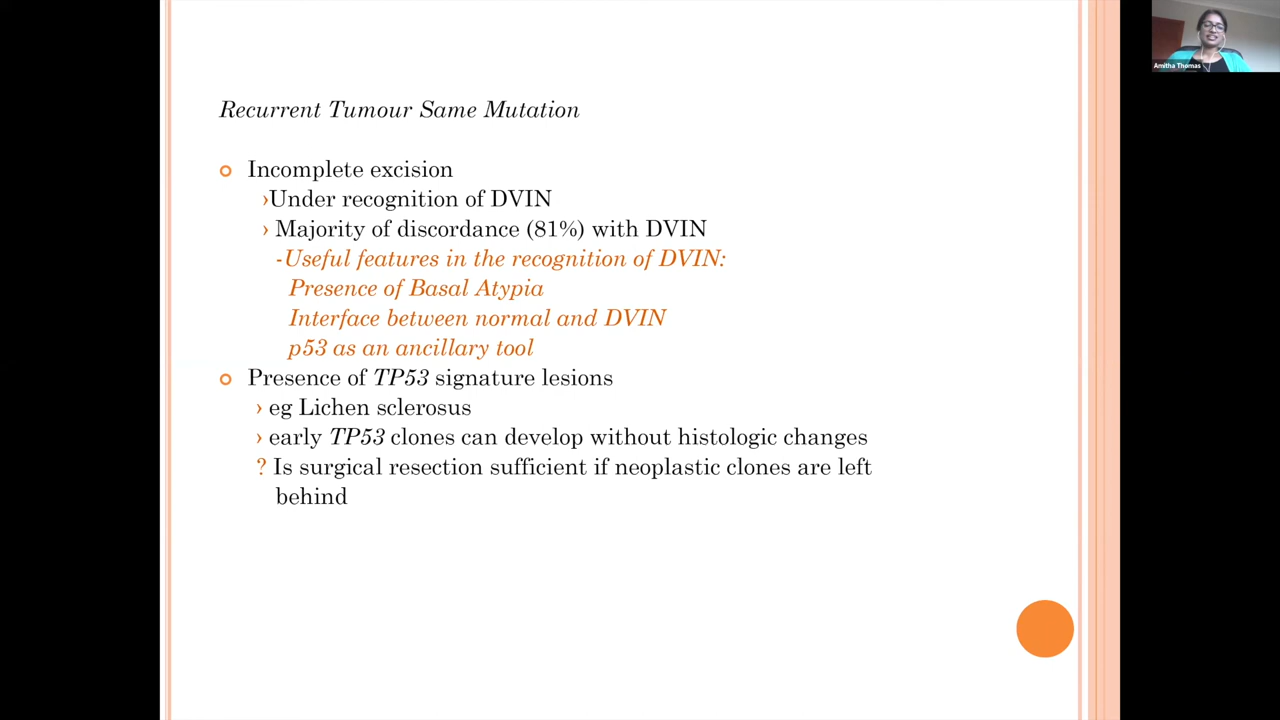 Amitha Thomas
Recurrent Tumour Same Mutation
Incomplete excision
›Under recognition of DVIN
› Majority of discordance (81%) with DVIN
-Useful features in the recognition of DVIN:
Presence of Basal Atypia
Interface between normal and DVIN
p53 as an ancillary tool
Presence of TP53 signature lesions
› eg Lichen sclerosus
› early TP53 clones can develop without histologic changes
? Is surgical resection sufficient if neoplastic clones are left
behind